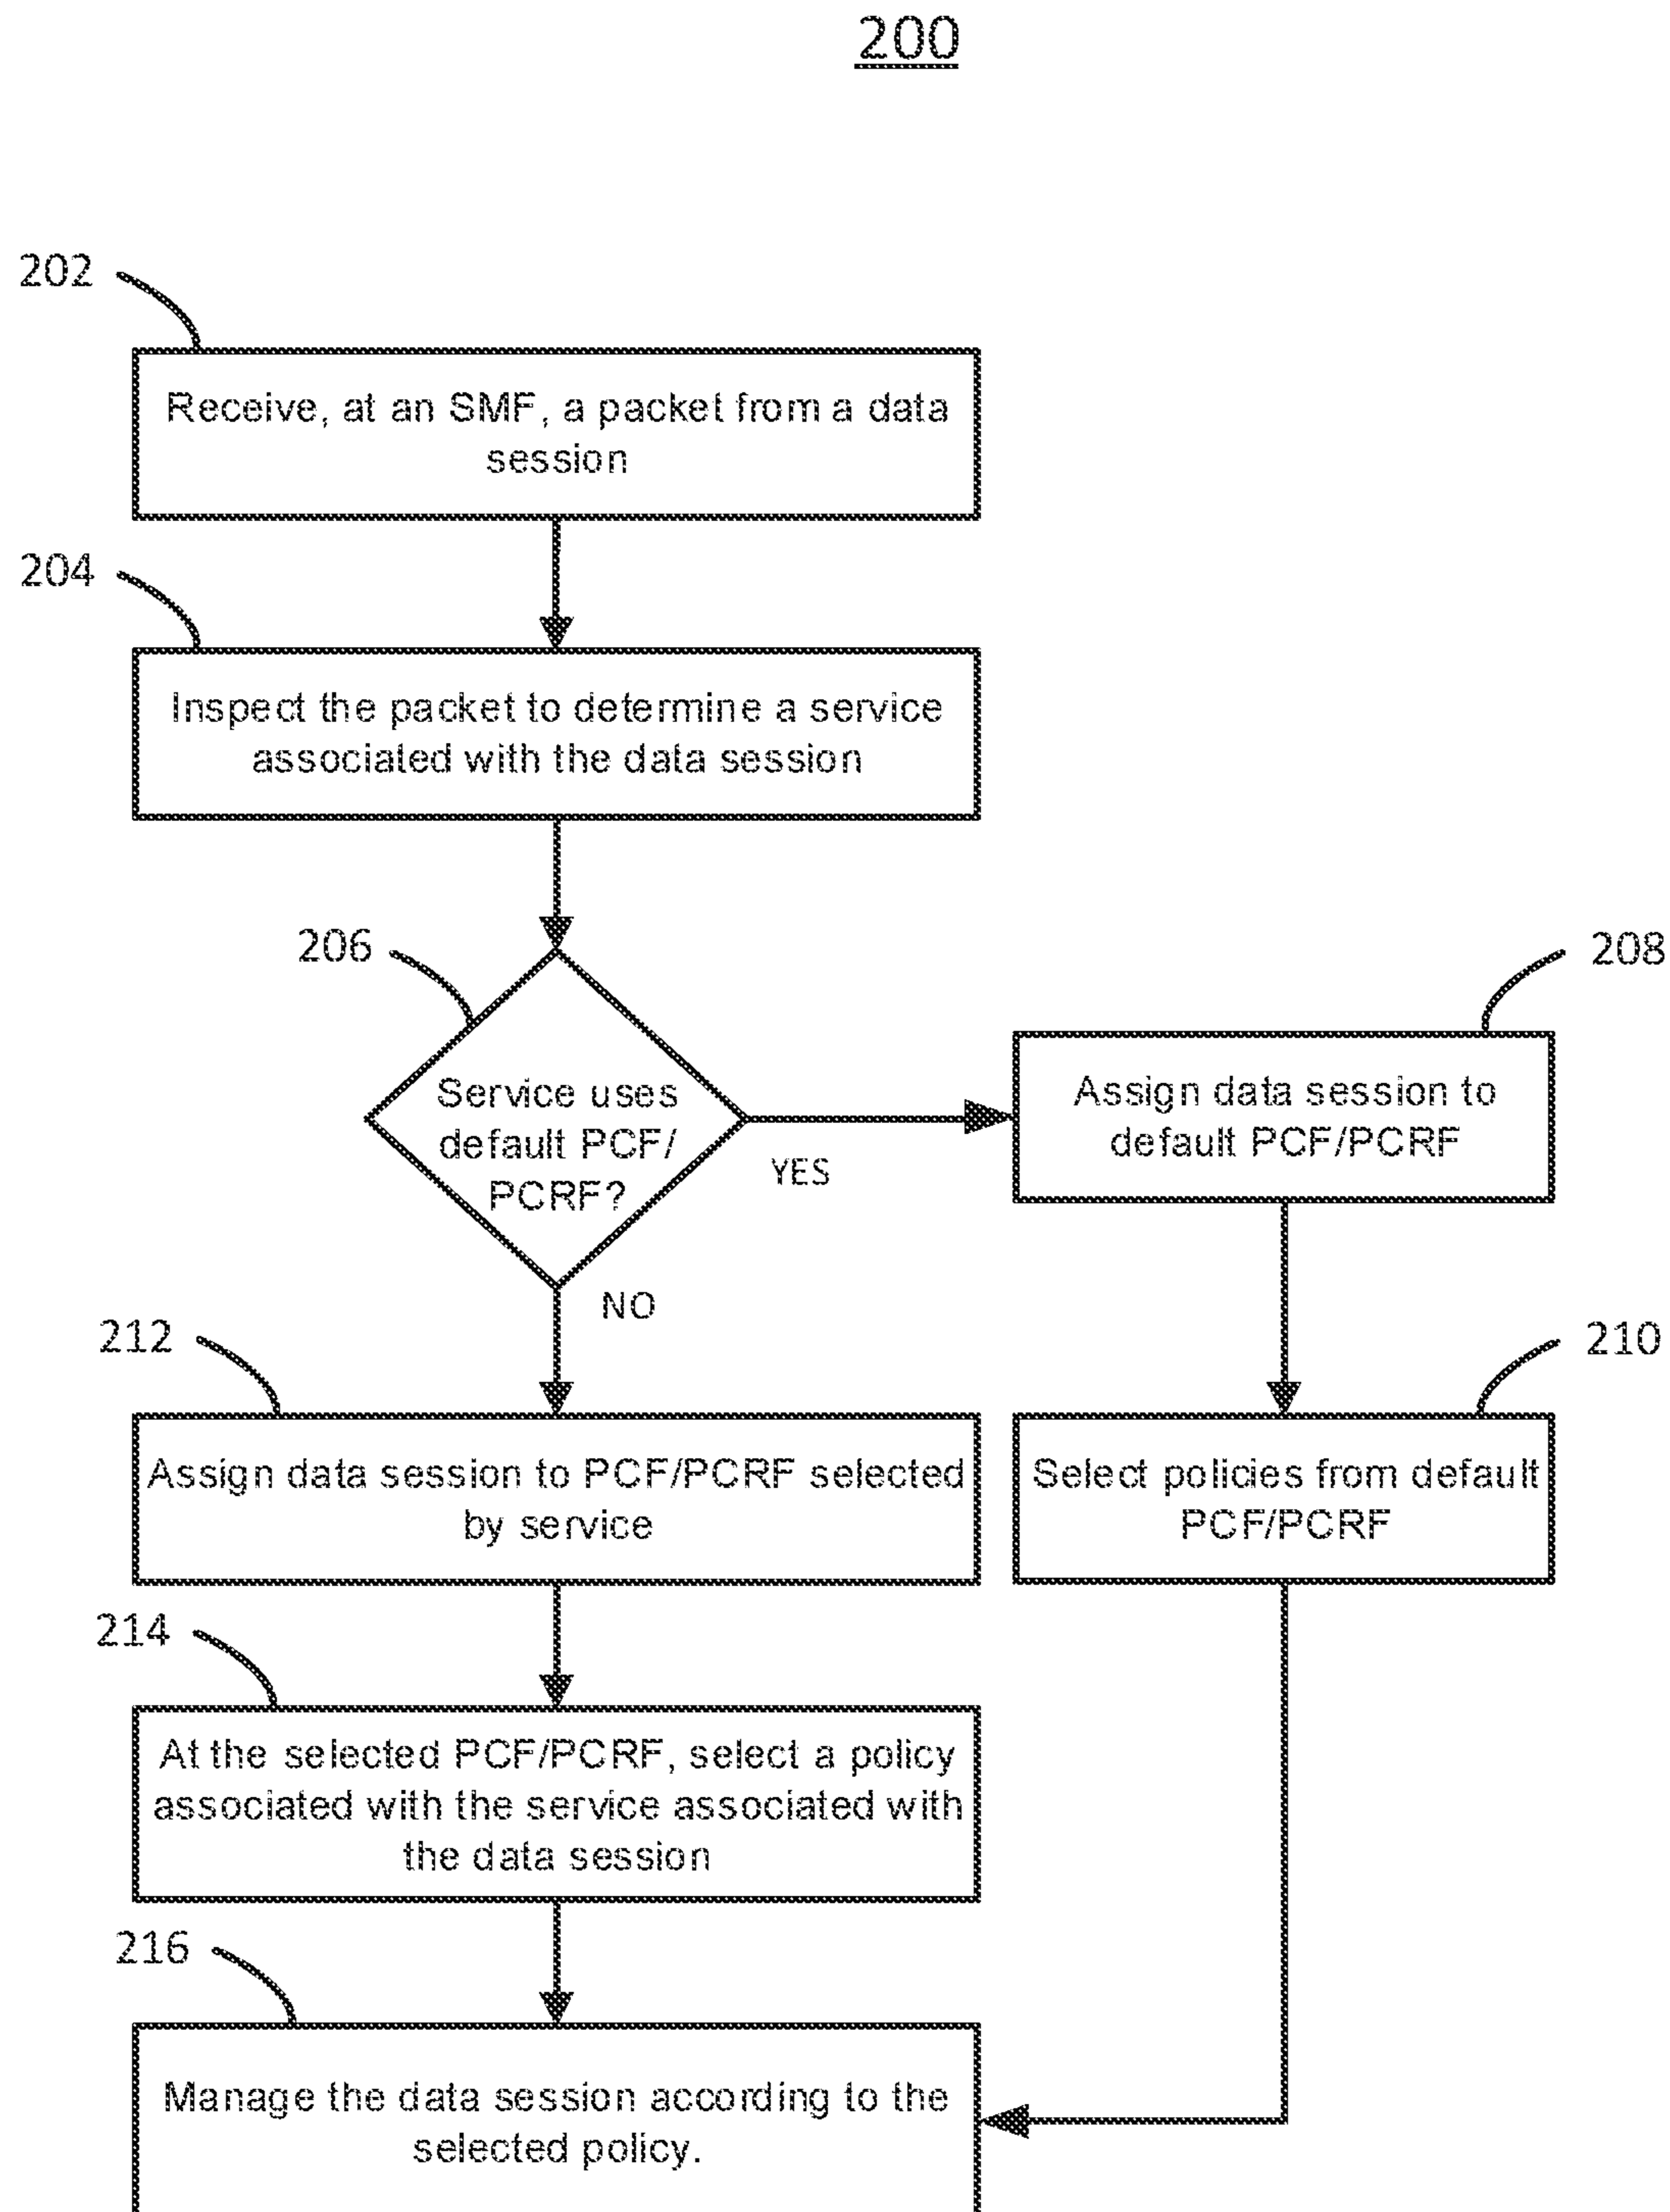 200
202
Receive, at an SMF, a packet from a data
session
204
Inspect the packet to determine a service
associated with the data session
206
Service uses
default PCF/
PCRF?
YES
NO
208
Assign data session to
default PCF/PCRF
210
Select policies from default
PCF/PCRF
212
Assign data session to PCF/PCRF selected
by service
214
At the selected PCF/PCRF, select a policy
associated with the service associated with
the data session
216
Manage the data session according to the
selected policy.